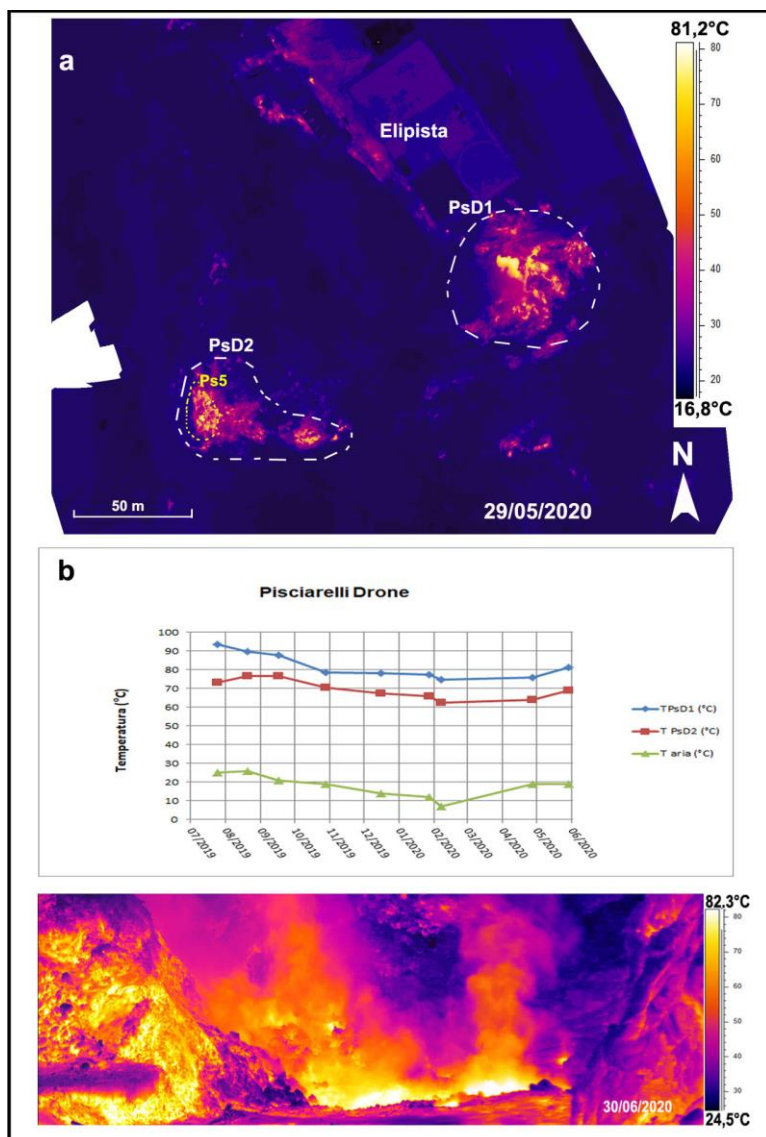 a
81,2°C
80
70
60
50
40
30
20
16,8°C
Elipista
PsD1
PsD2
Ps5
N
50 m
29/05/2020
b
Pisciarelli Drone
Temperatura (°C)
100
90
80
70
60
50
40
30
20
10
0
07/2019
08/2019
09/2019
10/2019
11/2019
12/2019
01/2020
02/2020
03/2020
04/2020
05/2020
06/2020
TPsD1 (°C)
T PsD2 (°C)
T aria (°C)
82.3°C
80
70
60
50
40
30
24,5°C
30/06/2020